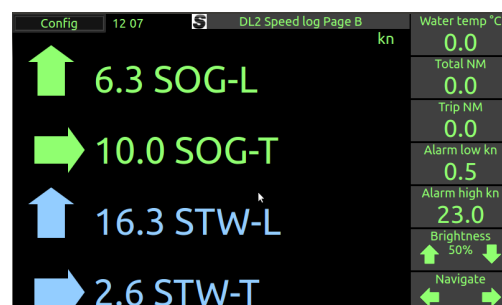 Config
12 07
S
DL2 Speed log Page B
kn
6.3 SOG-L
10.0 SOG-T
16.3 STW-L
2.6 STW-T
Water temp °C
0.0
Total NM
0.0
Trip NM
0.0
Alarm low kn
0.5
Alarm high kn
23.0
Brightness
50%
Navigate